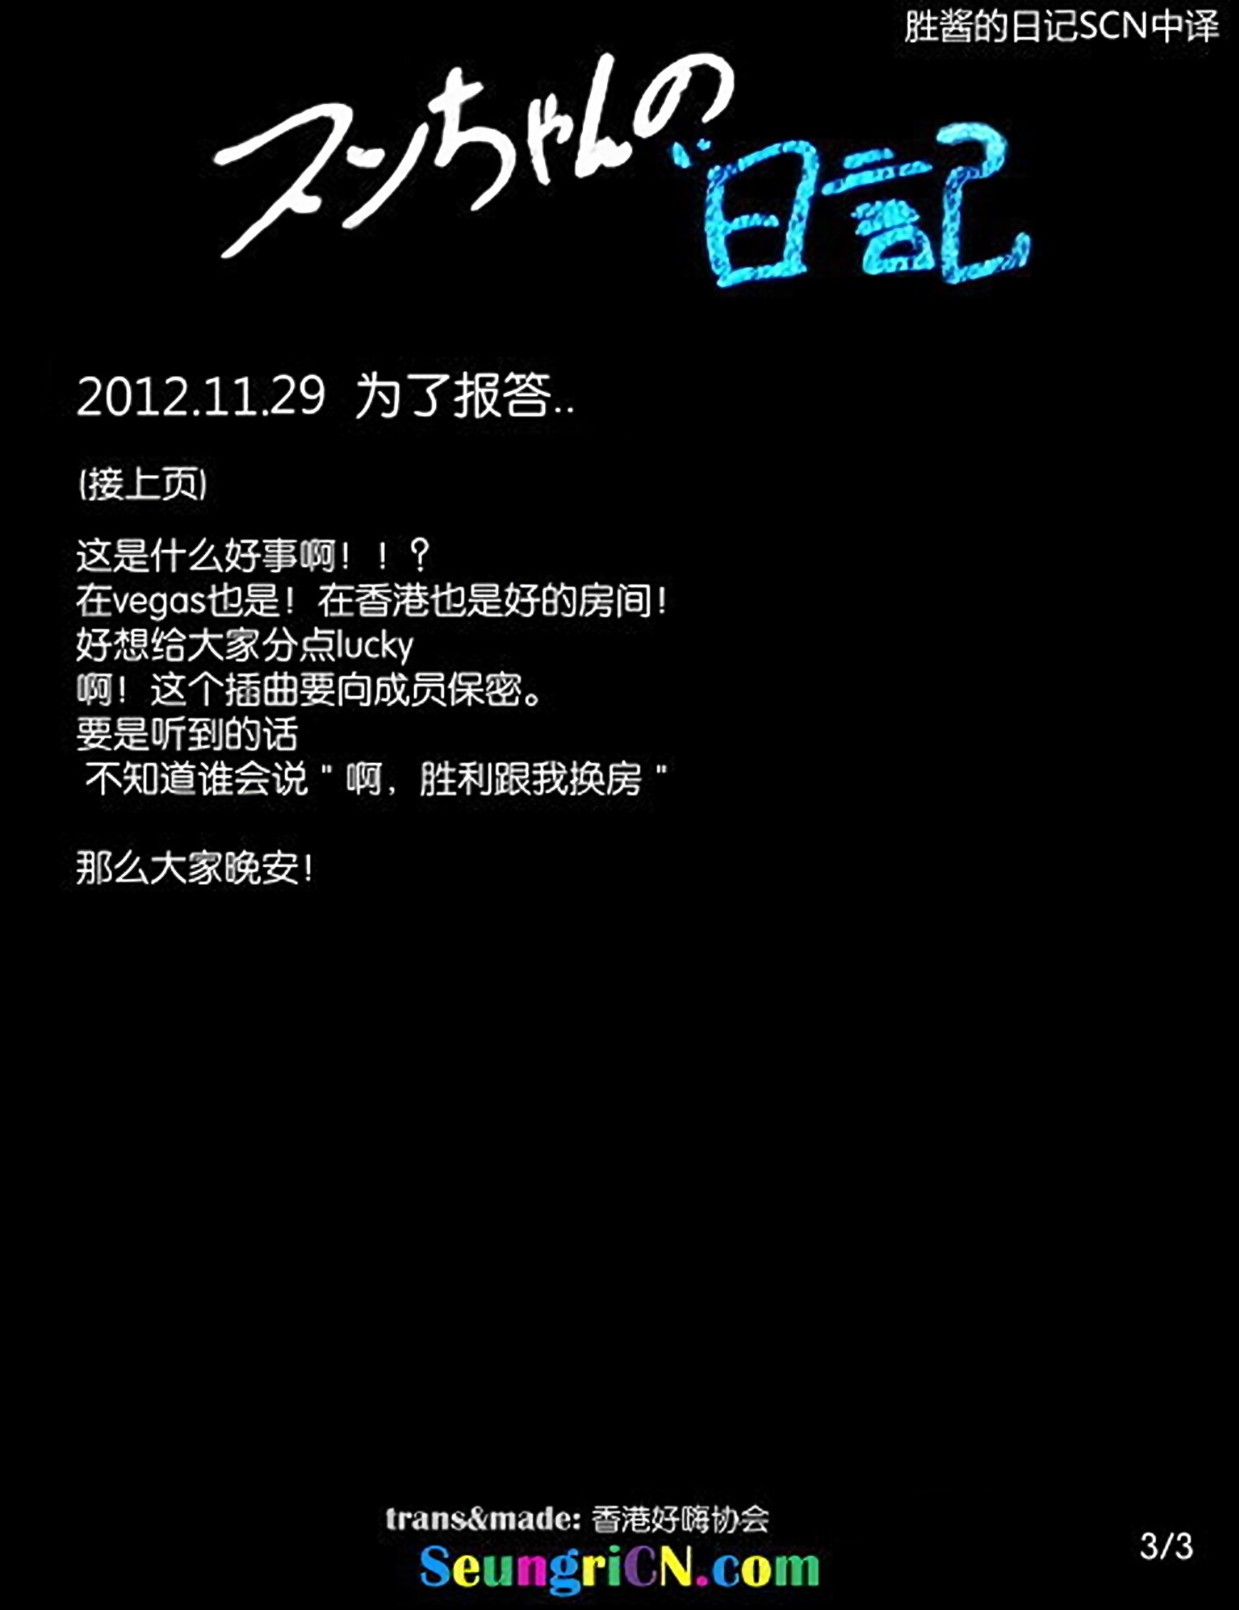 胜酱的日记SCN中译
スンちゃんの
日記
2012.11.29 为了报答..
(接上页)
这是什么好事啊！！？
在vegas也是！在香港也是好的房间！
好想给大家分点lucky
啊！这个插曲要向成员保密。
要是听到的话
不知道谁会说 " 啊，胜利跟我换房 "
那么大家晚安！
trans&made: 香港好嗨协会
SeungriCN.com
3/3